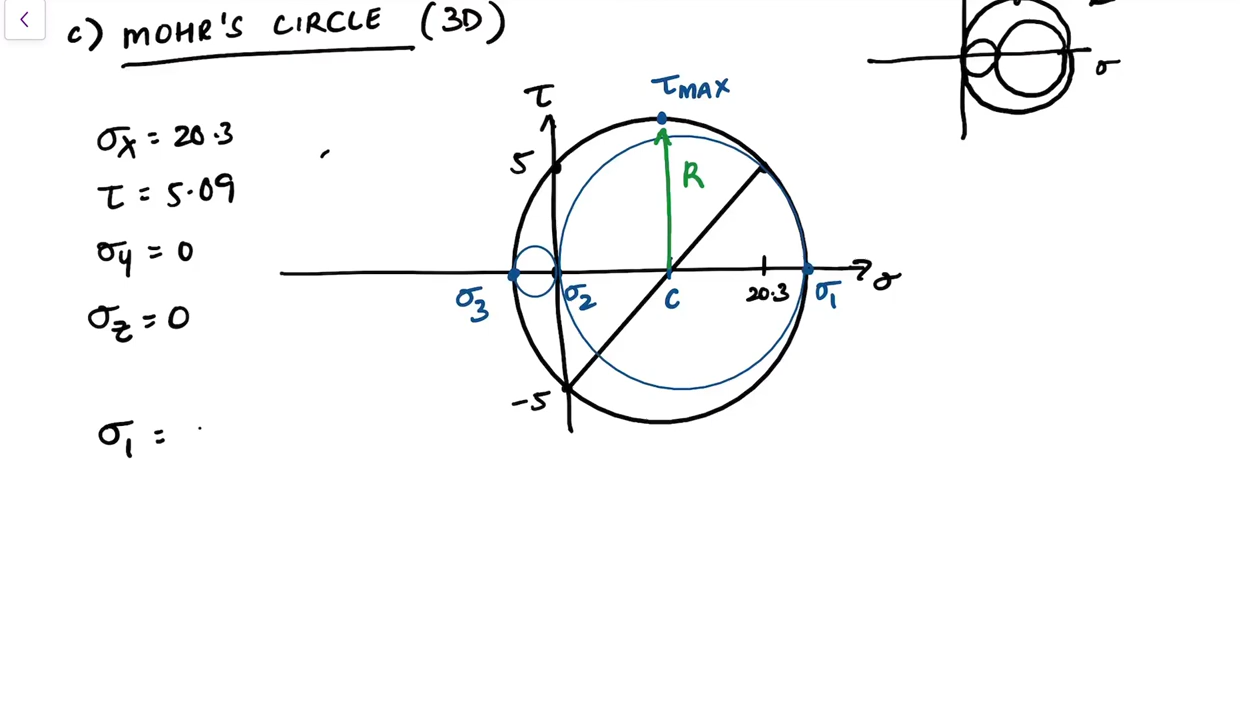 c) MOHR'S CIRCLE (3D)
σ
τ
τMAX
σx = 20.3
5
R
τ = 5.09
σy = 0
σ3
σ2
C
20.3
σ1
σ
σz = 0
-5
σ1 =